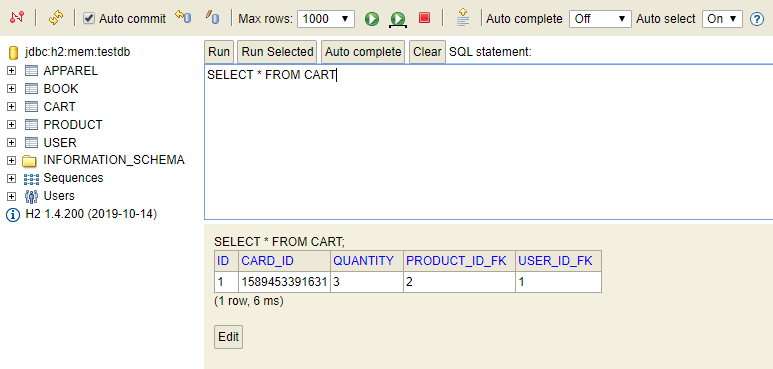 Auto commit Max rows: 1000 Auto complete Off Auto select On ?
jdbc:h2:mem:testdb
APPAREL
BOOK
CART
PRODUCT
USER
INFORMATION_SCHEMA
Sequences
Users
H2 1.4.200 (2019-10-14)
Run Run Selected Auto complete Clear SQL statement:
SELECT * FROM CART
SELECT * FROM CART;
ID CARD_ID QUANTITY PRODUCT_ID_FK USER_ID_FK
1 1589453391631 3 2 1
(1 row, 6 ms)
Edit